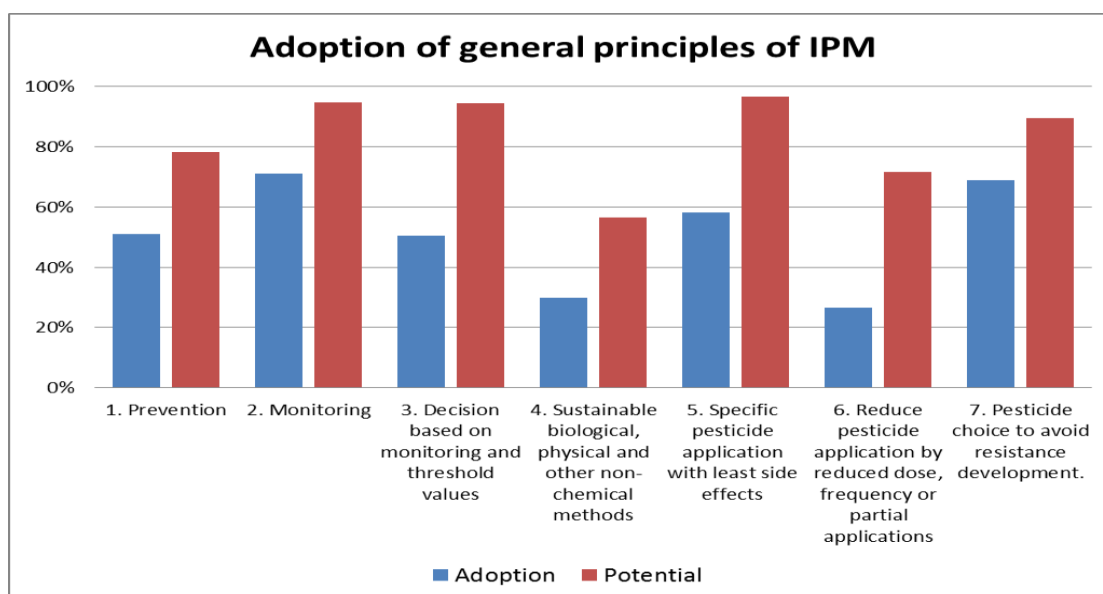 Adoption of general principles of IPM
100%
80%
60%
40%
20%
0%
1. Prevention
2. Monitoring
3. Decision
based on
monitoring and
threshold
values
4. Sustainable
biological,
physical and
other non-
chemical
methods
5. Specific
pesticide
application
with least side
effects
6. Reduce
pesticide
application by
reduced dose,
frequency or
partial
applications
7. Pesticide
choice to avoid
resistance
development.
Adoption
Potential